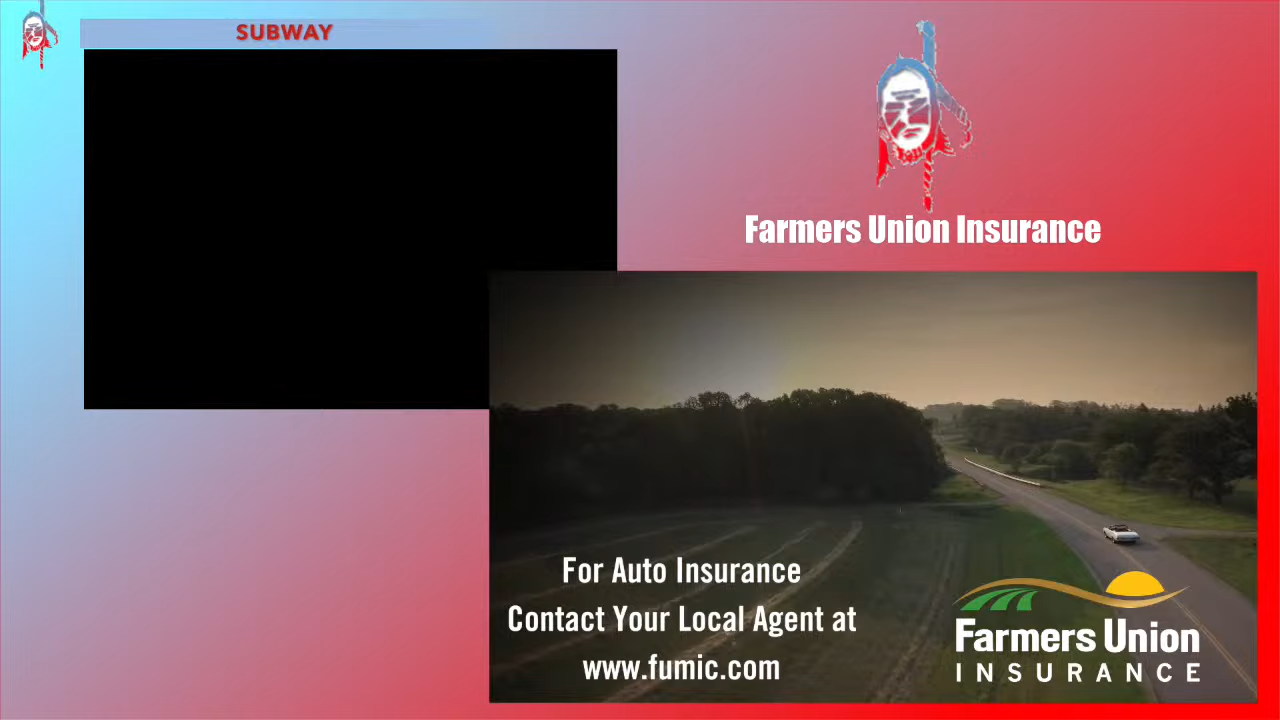 SUBWAY
Farmers Union Insurance
For Auto Insurance
Contact Your Local Agent at
www.fumic.com
Farmers Union
INSURANCE